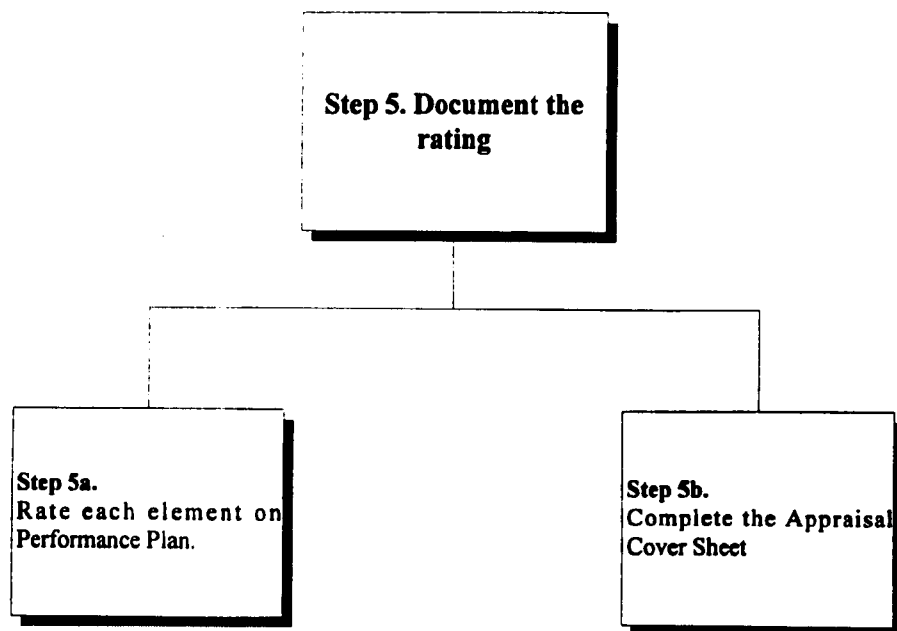 Step 5. Document the
rating
Step 5a.
Rate each element on
Performance Plan.
Step 5b.
Complete the Appraisal
Cover Sheet